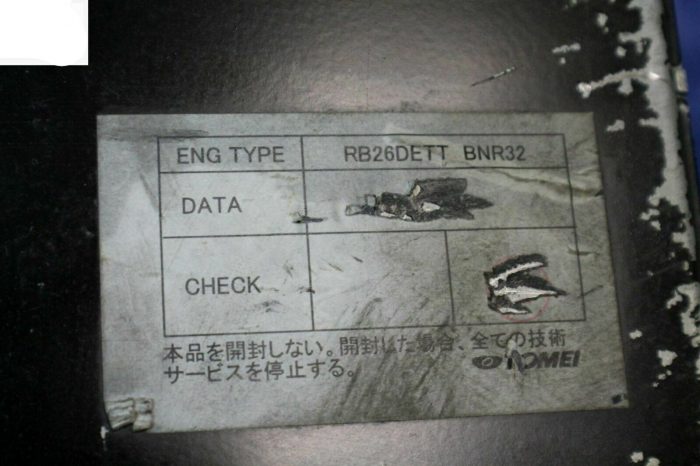 ENG TYPE RB26DETT BNR32
DATA
CHECK
本品を開封しない。開封した場合、全ての技術
サービスを停止する。
KOMEI